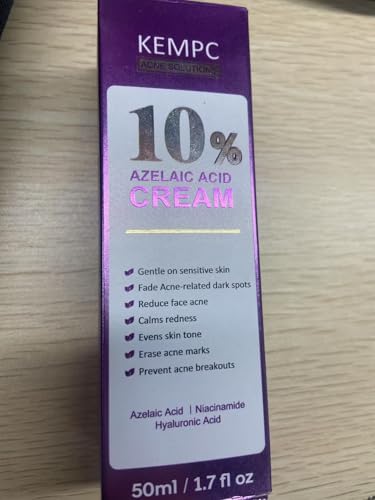 KEMPC
ACNE SOLUTION
10%
AZELAIC ACID
CREAM
Gentle on sensitive skin
Fade Acne-related dark spots
Reduce face acne
Calms redness
Evens skin tone
Erase acne marks
Prevent acne breakouts
Azelaic Acid | Niacinamide
Hyaluronic Acid
50ml / 1.7 fl oz